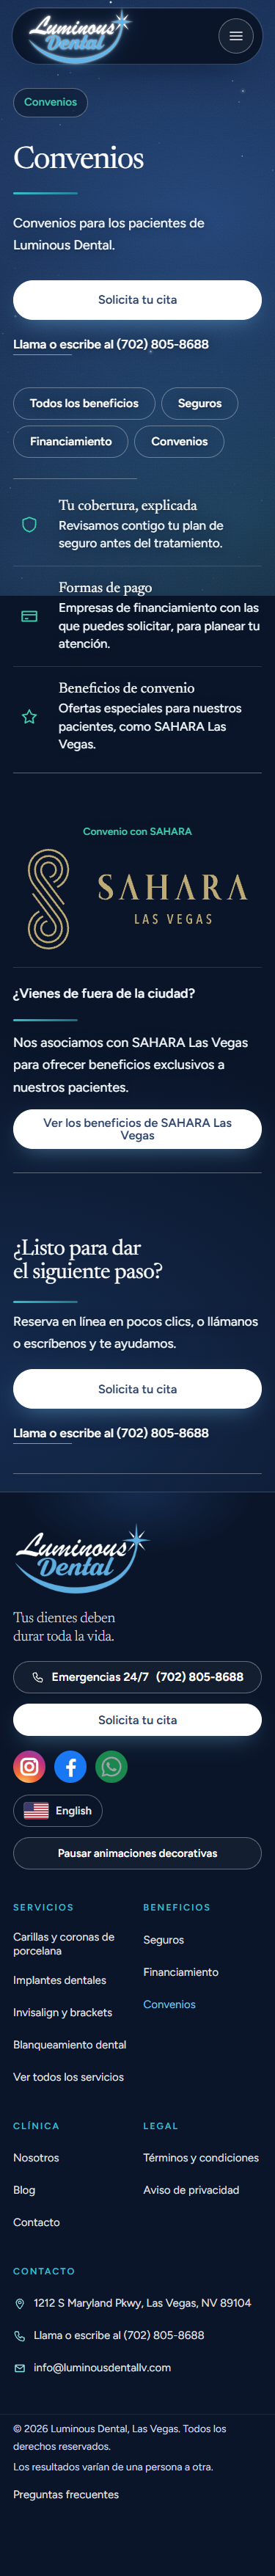 Luminous
Dental
Convenios
Convenios
Convenios para los pacientes de
Luminous Dental.
Solicita tu cita
Llama o escribe al (702) 805-8688
Todos los beneficios
Seguros
Financiamiento
Convenios
Tu cobertura, explicada
Revisamos contigo tu plan de
seguro antes del tratamiento.
Formas de pago
Empresas de financiamiento con las
que puedes solicitar, para planear tu
atención.
Beneficios de convenio
Ofertas especiales para nuestros
pacientes, como SAHARA Las
Vegas.
Convenio con SAHARA
SAHARA
LAS VEGAS
¿Vienes de fuera de la ciudad?
Nos asociamos con SAHARA Las Vegas
para ofrecer beneficios exclusivos a
nuestros pacientes.
Ver los beneficios de SAHARA Las
Vegas
¿Listo para dar
el siguiente paso?
Reserva en línea en pocos clics, o llámanos
o escríbenos y te ayudamos.
Solicita tu cita
Llama o escribe al (702) 805-8688
Luminous
Dental
Tus dientes deben
durar toda la vida.
Emergencias 24/7 (702) 805-8688
Solicita tu cita
English
Pausar animaciones decorativas
SERVICIOS
Carillas y coronas de
porcelana
Implantes dentales
Invisalign y brackets
Blanqueamiento dental
Ver todos los servicios
BENEFICIOS
Seguros
Financiamiento
Convenios
CLÍNICA
Nosotros
Blog
Contacto
LEGAL
Términos y condiciones
Aviso de privacidad
CONTACTO
1212 S Maryland Pkwy, Las Vegas, NV 89104
Llama o escribe al (702) 805-8688
info@luminousdentallv.com
© 2026 Luminous Dental, Las Vegas. Todos los
derechos reservados.
Los resultados varían de una persona a otra.
Preguntas frecuentes